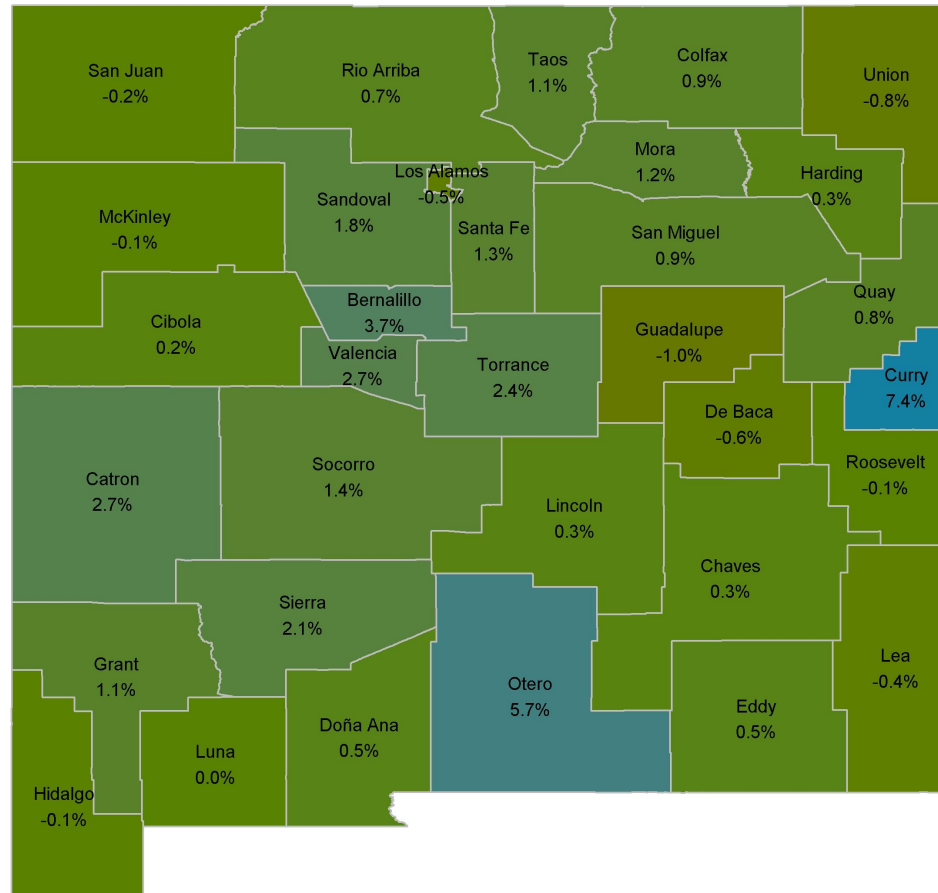 San Juan
-0.2%
Rio Arriba
0.7%
Taos
1.1%
Colfax
0.9%
Union
-0.8%
Los Alamos
-0.5%
Mora
1.2%
Harding
0.3%
McKinley
-0.1%
Sandoval
1.8%
Santa Fe
1.3%
San Miguel
0.9%
Quay
0.8%
Cibola
0.2%
Bernalillo
3.7%
Valencia
2.7%
Torrance
2.4%
Guadalupe
-1.0%
Curry
7.4%
De Baca
-0.6%
Roosevelt
-0.1%
Catron
2.7%
Socorro
1.4%
Lincoln
0.3%
Chaves
0.3%
Sierra
2.1%
Grant
1.1%
Otero
5.7%
Lea
-0.4%
Doña Ana
0.5%
Eddy
0.5%
Luna
0.0%
Hidalgo
-0.1%